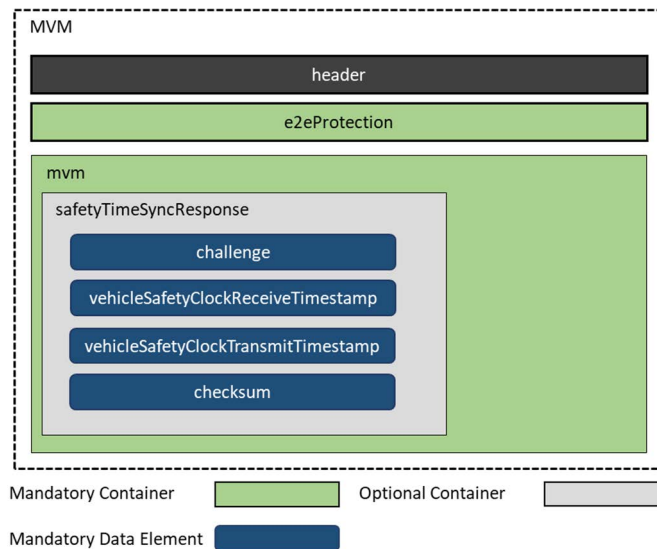 MVM
header
e2eProtection
mvm
safetyTimeSyncResponse
challenge
vehicleSafetyClockReceiveTimestamp
vehicleSafetyClockTransmitTimestamp
checksum
Mandatory Container
Optional Container
Mandatory Data Element